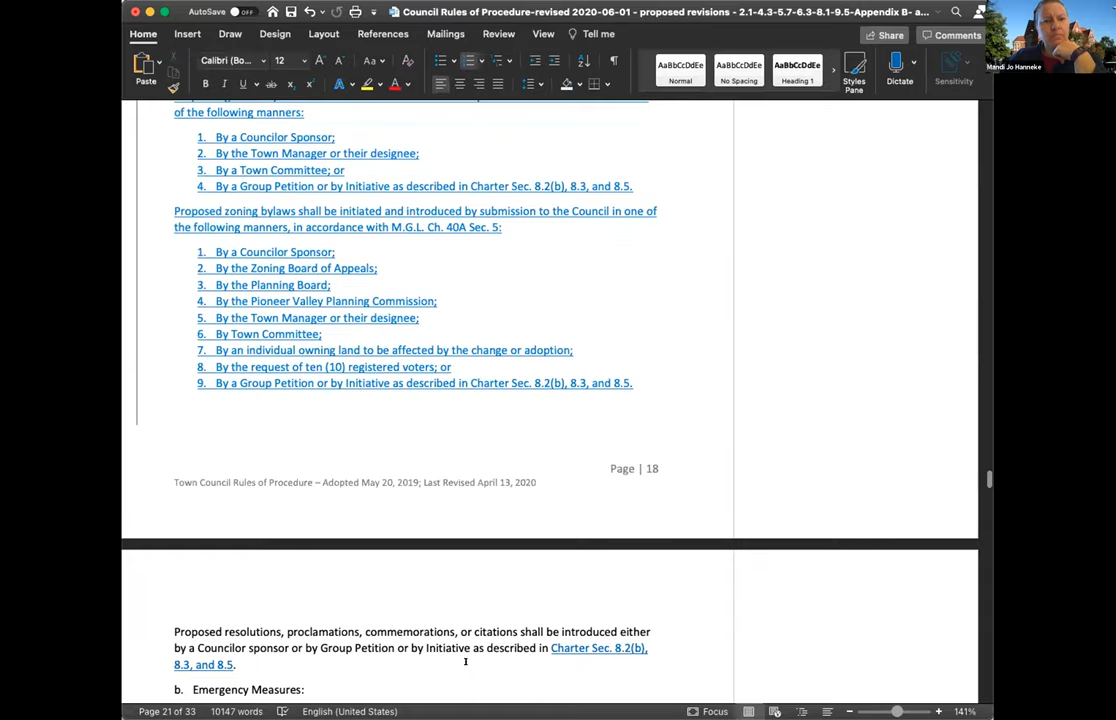 AutoSave OFF Council Rules of Procedure-revised 2020-06-01 - proposed revisions - 2.1-4.3-5.7-6.3-8.1-9.5-Appendix B- a...
Home Insert Draw Design Layout References Mailings Review View Tell me Share Comments
Mandi Jo Hanneke
Calibri (Bo... 12
Paste
AaBbCcDdEe AaBbCcDdEe AaBbCcDdEe
Normal No Spacing Heading 1 Styles Pane Dictate Sensitivity
of the following manners:
1. By a Councilor Sponsor;
2. By the Town Manager or their designee;
3. By a Town Committee; or
4. By a Group Petition or by Initiative as described in Charter Sec. 8.2(b), 8.3, and 8.5.
Proposed zoning bylaws shall be initiated and introduced by submission to the Council in one of
the following manners, in accordance with M.G.L. Ch. 40A Sec. 5:
1. By a Councilor Sponsor;
2. By the Zoning Board of Appeals;
3. By the Planning Board;
4. By the Pioneer Valley Planning Commission;
5. By the Town Manager or their designee;
6. By Town Committee;
7. By an individual owning land to be affected by the change or adoption;
8. By the request of ten (10) registered voters; or
9. By a Group Petition or by Initiative as described in Charter Sec. 8.2(b), 8.3, and 8.5.
Page | 18
Town Council Rules of Procedure – Adopted May 20, 2019; Last Revised April 13, 2020
Proposed resolutions, proclamations, commemorations, or citations shall be introduced either
by a Councilor sponsor or by Group Petition or by Initiative as described in Charter Sec. 8.2(b),
8.3, and 8.5.
b. Emergency Measures:
Page 21 of 33 10147 words English (United States) Focus 141%